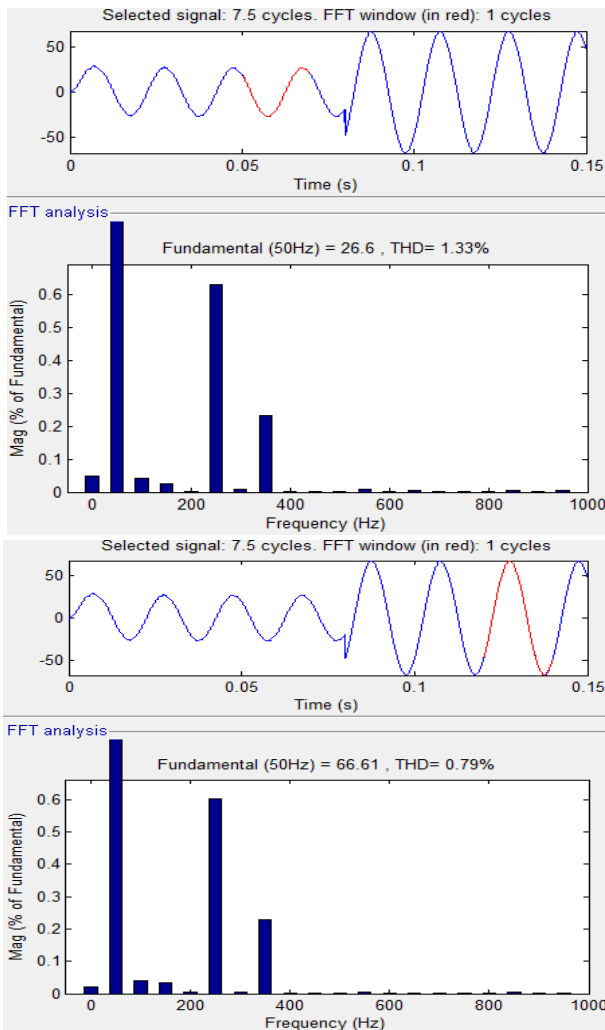 Selected signal: 7.5 cycles. FFT window (in red): 1 cycles
50
0
-50
0 0.05 0.1 0.15
Time (s)
FFT analysis
Fundamental (50Hz) = 26.6 , THD= 1.33%
Mag (% of Fundamental)
0.6
0.5
0.4
0.3
0.2
0.1
0
0 200 400 600 800 1000
Frequency (Hz)
Selected signal: 7.5 cycles. FFT window (in red): 1 cycles
50
0
-50
0 0.05 0.1 0.15
Time (s)
FFT analysis
Fundamental (50Hz) = 66.61 , THD= 0.79%
Mag (% of Fundamental)
0.6
0.5
0.4
0.3
0.2
0.1
0
0 200 400 600 800 1000
Frequency (Hz)